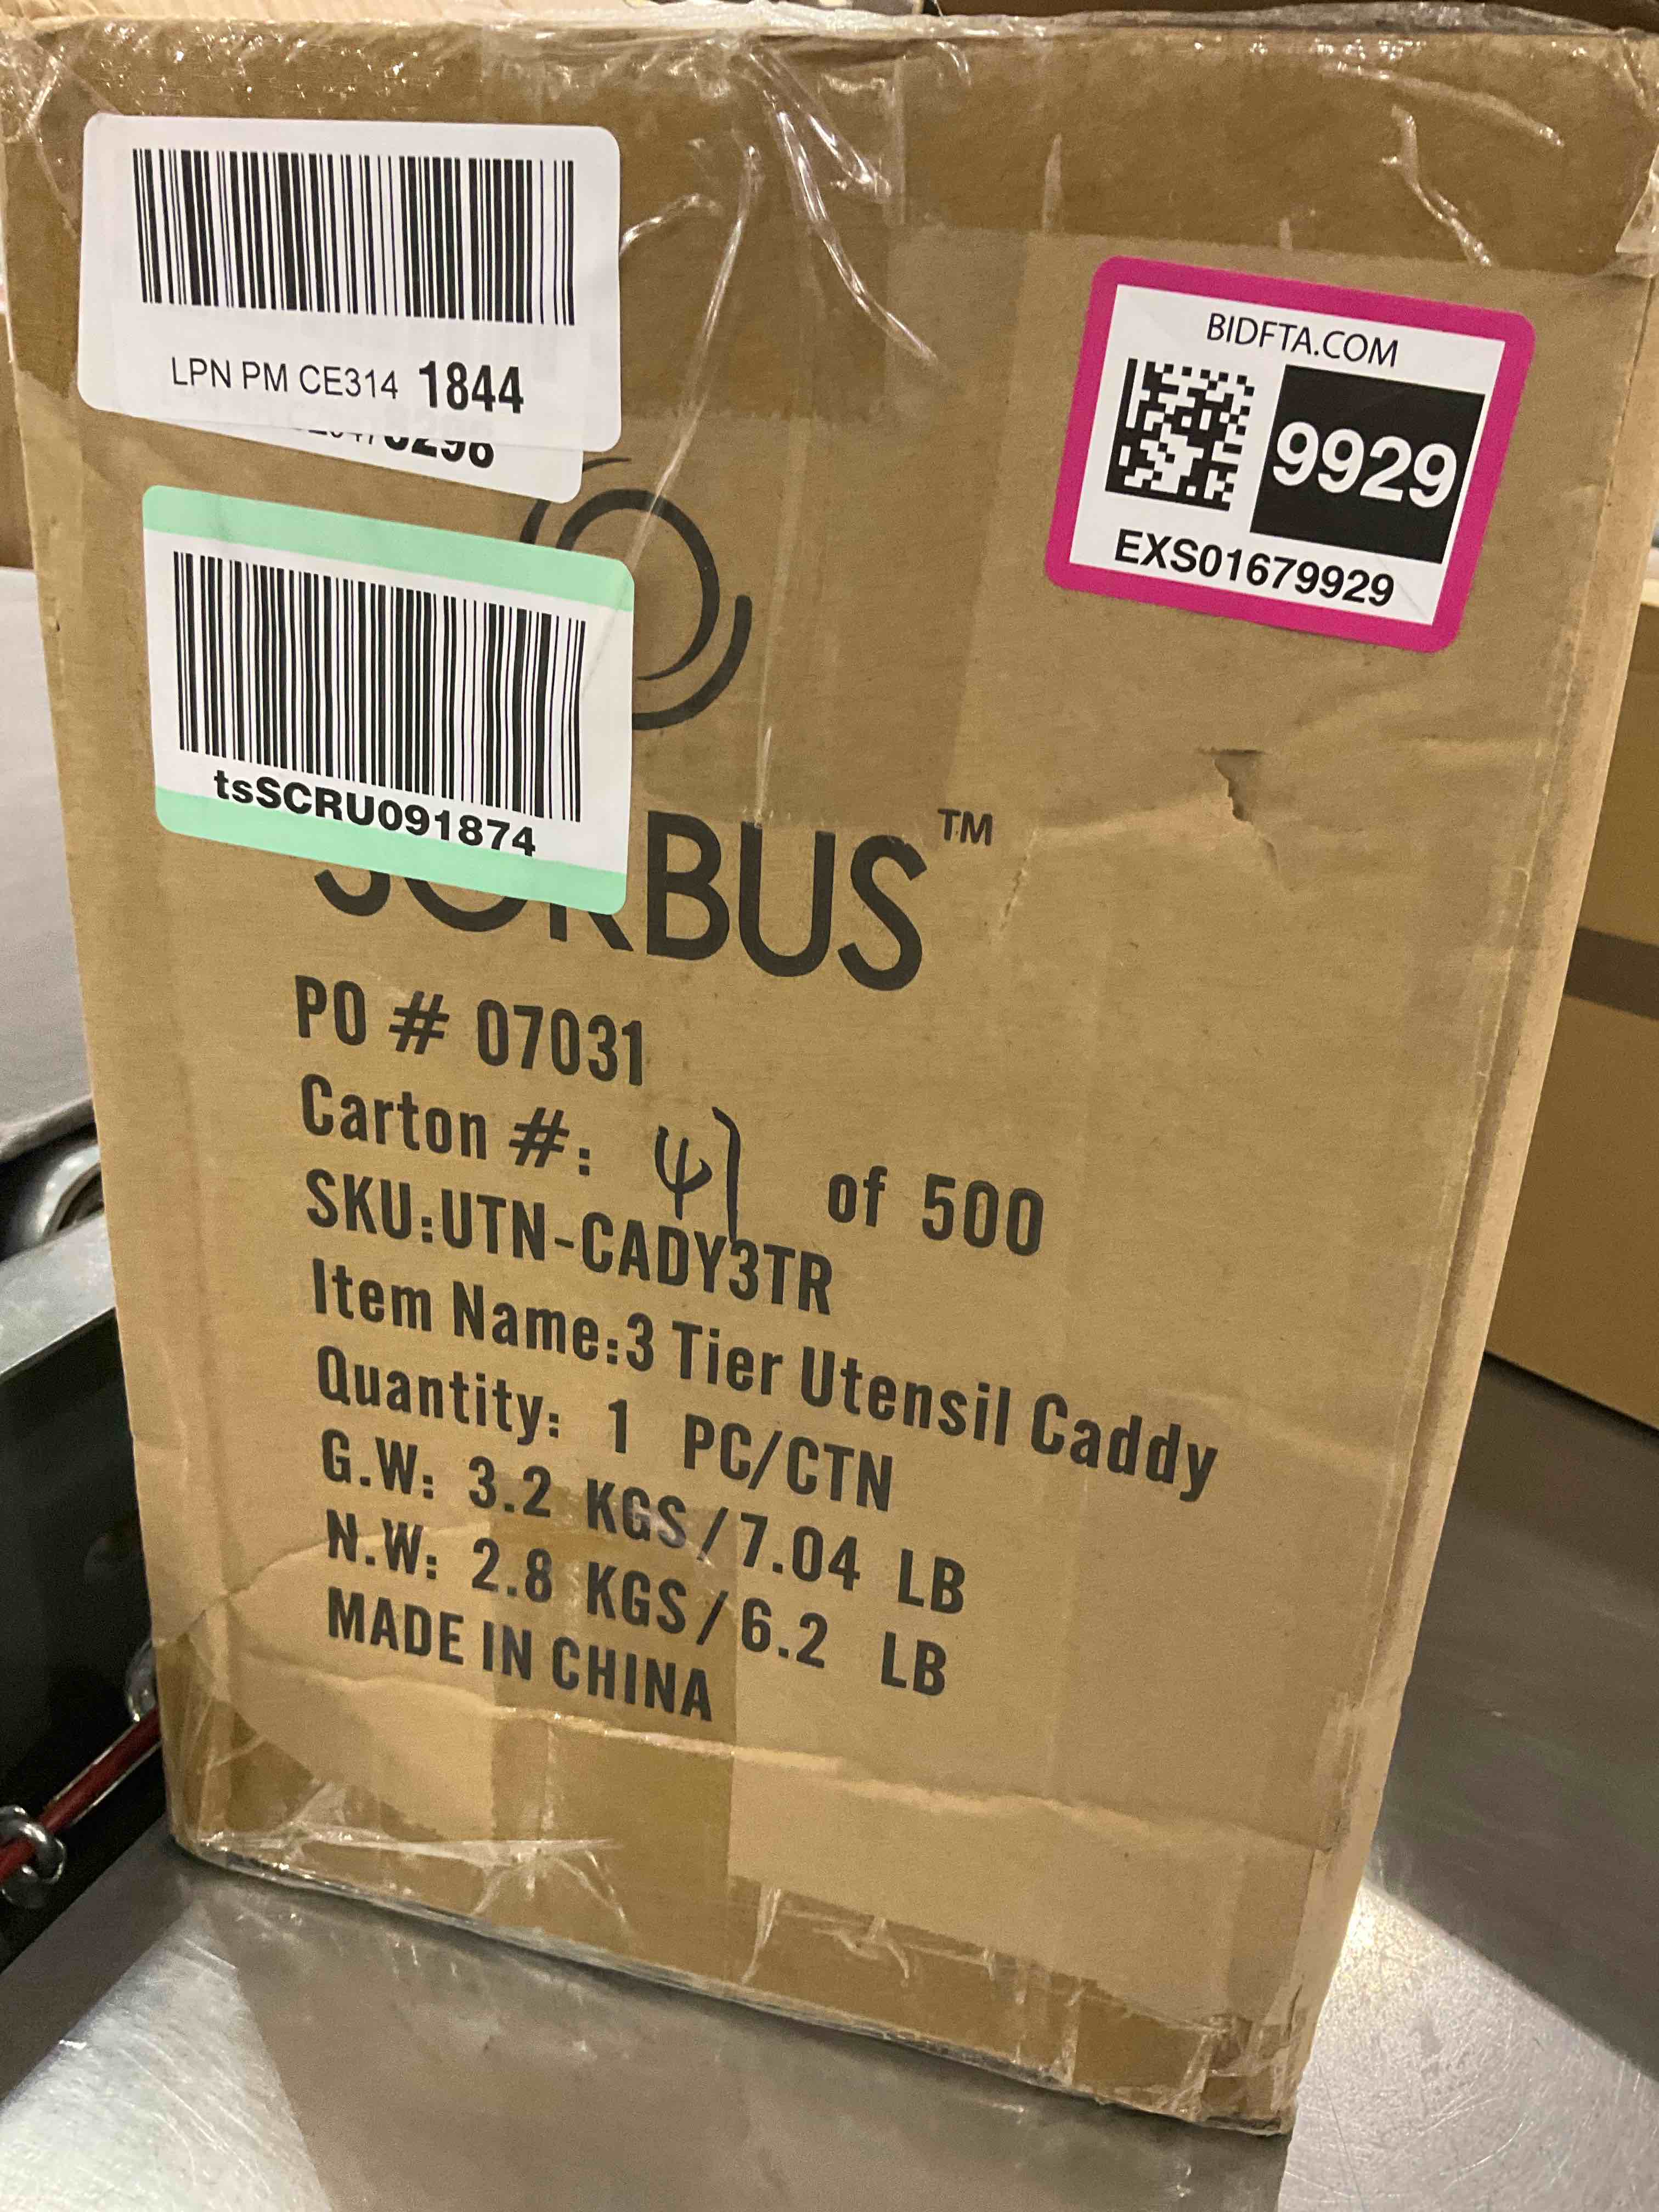 LPN PM CE314 1844
BIDFTA.COM
9929
EXS01679929
tsSCRU091874
SORBUS™
PO # 07031
Carton #: 41 of 500
SKU:UTN-CADY3TR
Item Name:3 Tier Utensil Caddy
Quantity: 1 PC/CTN
G.W: 3.2 KGS/7.04 LB
N.W: 2.8 KGS/6.2 LB
MADE IN CHINA